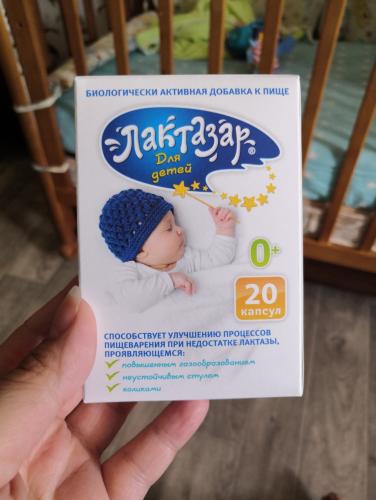 БИОЛОГИЧЕСКИ АКТИВНАЯ ДОБАВКА К ПИЩЕ
Лактазар®
Для
детей
0+
20
капсул
СПОСОБСТВУЕТ УЛУЧШЕНИЮ ПРОЦЕССОВ
ПИЩЕВАРЕНИЯ ПРИ НЕДОСТАТКЕ ЛАКТАЗЫ,
ПРОЯВЛЯЮЩЕМСЯ:
повышенным газообразованием
неустойчивым стулом
коликами